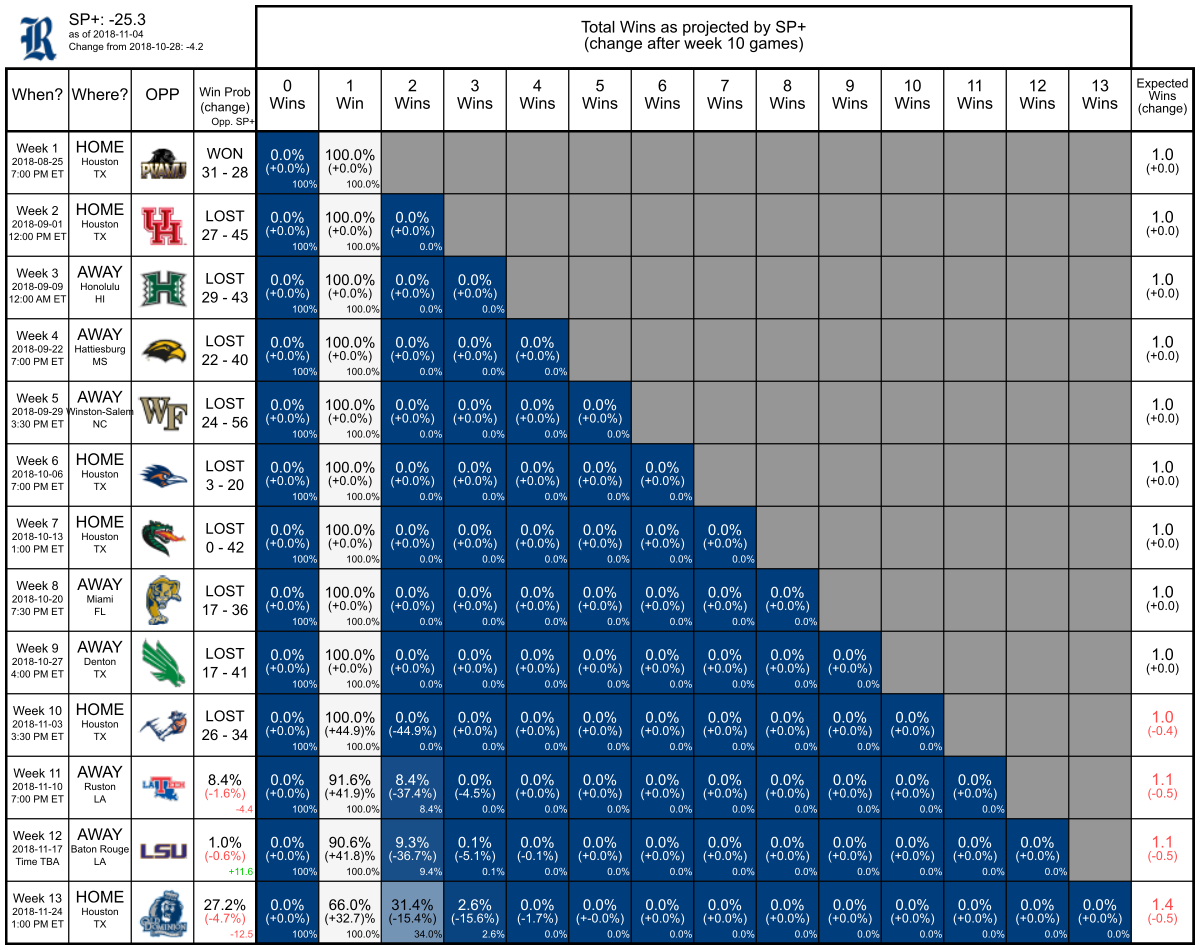 R
SP+: -25.3
as of 2018-11-04
Change from 2018-10-28: -4.2
Total Wins as projected by SP+
(change after week 10 games)
When? Where? OPP Win Prob (change) Opp. SP+ 0 Wins 1 Win 2 Wins 3 Wins 4 Wins 5 Wins 6 Wins 7 Wins 8 Wins 9 Wins 10 Wins 11 Wins 12 Wins 13 Wins Expected Wins (change)
Week 1 HOME WON 0.0% 100.0% 1.0
2018-08-25 Houston PVAMU (+0.0%) (+0.0%) (+0.0)
7:00 PM ET TX 31 - 28 100% 100.0%
Week 2 HOME LOST 0.0% 100.0% 0.0% 1.0
2018-09-01 Houston UH (+0.0%) (+0.0%) (+0.0%) (+0.0)
12:00 PM ET TX 27 - 45 100% 100.0% 0.0%
Week 3 AWAY LOST 0.0% 100.0% 0.0% 0.0% 1.0
2018-09-09 Honolulu H (+0.0%) (+0.0%) (+0.0%) (+0.0%) (+0.0)
12:00 AM ET HI 29 - 43 100% 100.0% 0.0% 0.0%
Week 4 AWAY LOST 0.0% 100.0% 0.0% 0.0% 0.0% 1.0
2018-09-22 Hattiesburg (+0.0%) (+0.0%) (+0.0%) (+0.0%) (+0.0%) (+0.0)
7:00 PM ET MS 22 - 40 100% 100.0% 0.0% 0.0% 0.0%
Week 5 AWAY LOST 0.0% 100.0% 0.0% 0.0% 0.0% 0.0% 1.0
2018-09-29 Winston-Salem WF (+0.0%) (+0.0%) (+0.0%) (+0.0%) (+0.0%) (+0.0%) (+0.0)
3:30 PM ET NC 24 - 56 100% 100.0% 0.0% 0.0% 0.0% 0.0%
Week 6 HOME LOST 0.0% 100.0% 0.0% 0.0% 0.0% 0.0% 0.0% 1.0
2018-10-06 Houston (+0.0%) (+0.0%) (+0.0%) (+0.0%) (+0.0%) (+0.0%) (+0.0%) (+0.0)
7:00 PM ET TX 3 - 20 100% 100.0% 0.0% 0.0% 0.0% 0.0% 0.0%
Week 7 HOME LOST 0.0% 100.0% 0.0% 0.0% 0.0% 0.0% 0.0% 0.0% 1.0
2018-10-13 Houston (+0.0%) (+0.0%) (+0.0%) (+0.0%) (+0.0%) (+0.0%) (+0.0%) (+0.0%) (+0.0)
1:00 PM ET TX 0 - 42 100% 100.0% 0.0% 0.0% 0.0% 0.0% 0.0% 0.0%
Week 8 AWAY LOST 0.0% 100.0% 0.0% 0.0% 0.0% 0.0% 0.0% 0.0% 0.0% 1.0
2018-10-20 Miami (+0.0%) (+0.0%) (+0.0%) (+0.0%) (+0.0%) (+0.0%) (+0.0%) (+0.0%) (+0.0%) (+0.0)
7:30 PM ET FL 17 - 36 100% 100.0% 0.0% 0.0% 0.0% 0.0% 0.0% 0.0% 0.0%
Week 9 AWAY LOST 0.0% 100.0% 0.0% 0.0% 0.0% 0.0% 0.0% 0.0% 0.0% 0.0% 1.0
2018-10-27 Denton (+0.0%) (+0.0%) (+0.0%) (+0.0%) (+0.0%) (+0.0%) (+0.0%) (+0.0%) (+0.0%) (+0.0%) (+0.0)
4:00 PM ET TX 17 - 41 100% 100.0% 0.0% 0.0% 0.0% 0.0% 0.0% 0.0% 0.0% 0.0%
Week 10 HOME LOST 0.0% 100.0% 0.0% 0.0% 0.0% 0.0% 0.0% 0.0% 0.0% 0.0% 0.0% 1.0
2018-11-03 Houston (+0.0%) (+44.9)% (-44.9%) (+0.0%) (+0.0%) (+0.0%) (+0.0%) (+0.0%) (+0.0%) (+0.0%) (+0.0%) (-0.4)
3:30 PM ET TX 26 - 34 100% 100.0% 0.0% 0.0% 0.0% 0.0% 0.0% 0.0% 0.0% 0.0% 0.0%
Week 11 AWAY 8.4% 0.0% 91.6% 8.4% 0.0% 0.0% 0.0% 0.0% 0.0% 0.0% 0.0% 0.0% 0.0% 1.1
2018-11-10 Ruston LA TECH (-1.6%) (+0.0%) (+41.9)% (-37.4%) (-4.5%) (+0.0%) (+0.0%) (+0.0%) (+0.0%) (+0.0%) (+0.0%) (+0.0%) (+0.0%) (-0.5)
7:00 PM ET LA -4.4 100% 100.0% 8.4% 0.0% 0.0% 0.0% 0.0% 0.0% 0.0% 0.0% 0.0% 0.0%
Week 12 AWAY 1.0% 0.0% 90.6% 9.3% 0.1% 0.0% 0.0% 0.0% 0.0% 0.0% 0.0% 0.0% 0.0% 0.0% 1.1
2018-11-17 Baton Rouge LSU (-0.6%) (+0.0%) (+41.8)% (-36.7%) (-5.1%) (-0.1%) (+0.0%) (+0.0%) (+0.0%) (+0.0%) (+0.0%) (+0.0%) (+0.0%) (+0.0%) (-0.5)
Time TBA LA +11.6 100% 100.0% 9.4% 0.1% 0.0% 0.0% 0.0% 0.0% 0.0% 0.0% 0.0% 0.0% 0.0%
Week 13 HOME 27.2% 0.0% 66.0% 31.4% 2.6% 0.0% 0.0% 0.0% 0.0% 0.0% 0.0% 0.0% 0.0% 0.0% 0.0% 1.4
2018-11-24 Houston OLD DOMINION (-4.7%) (+0.0%) (+32.7)% (-15.4%) (-15.6%) (-1.7%) (+-0.0%) (+0.0%) (+0.0%) (+0.0%) (+0.0%) (+0.0%) (+0.0%) (+0.0%) (+0.0%) (-0.5)
1:00 PM ET TX -12.5 100% 100.0% 34.0% 2.6% 0.0% 0.0% 0.0% 0.0% 0.0% 0.0% 0.0% 0.0% 0.0% 0.0%